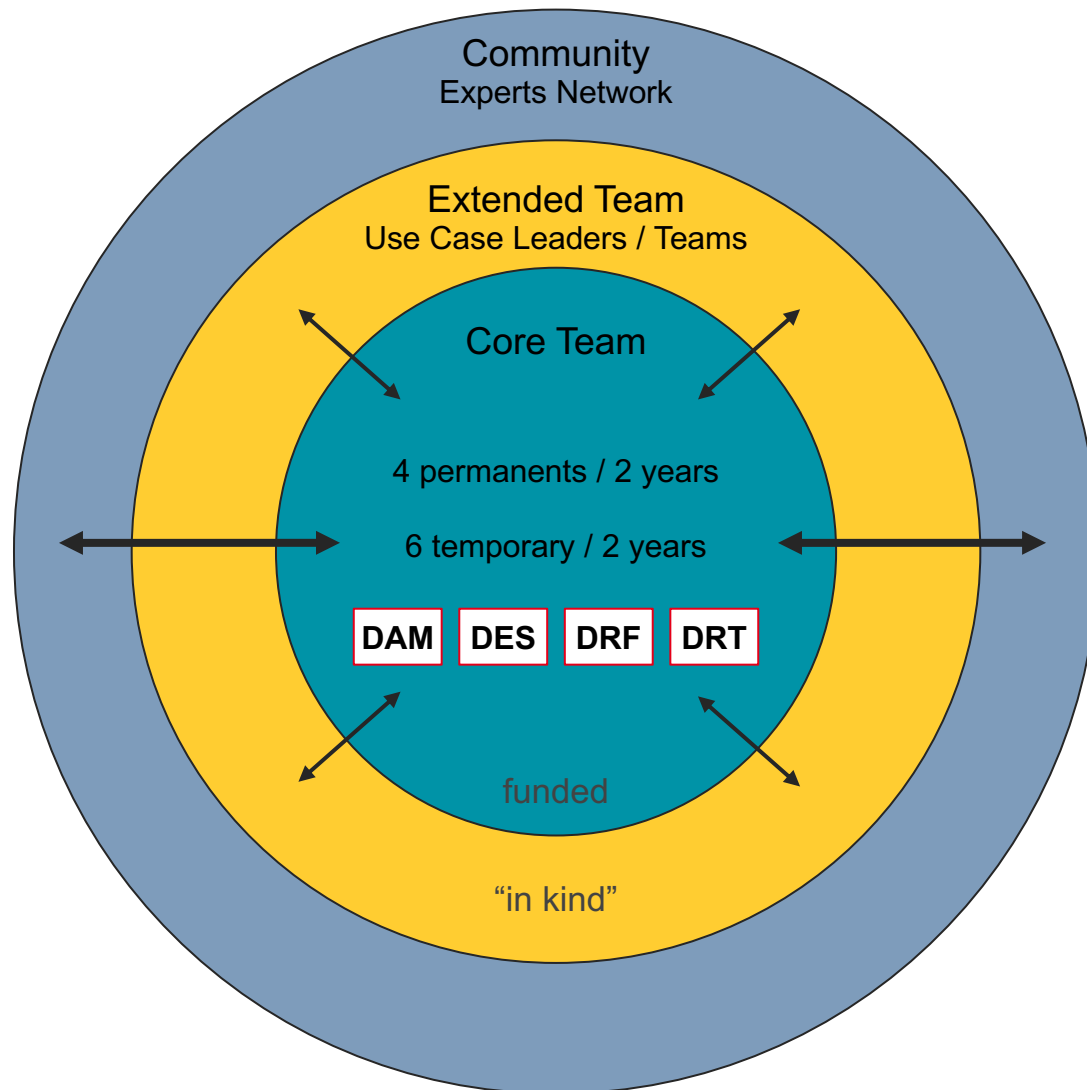 Community
Experts Network
Extended Team
Use Case Leaders / Teams
Core Team
4 permanents / 2 years
6 temporary / 2 years
DAM DES DRF DRT
funded
“in kind”